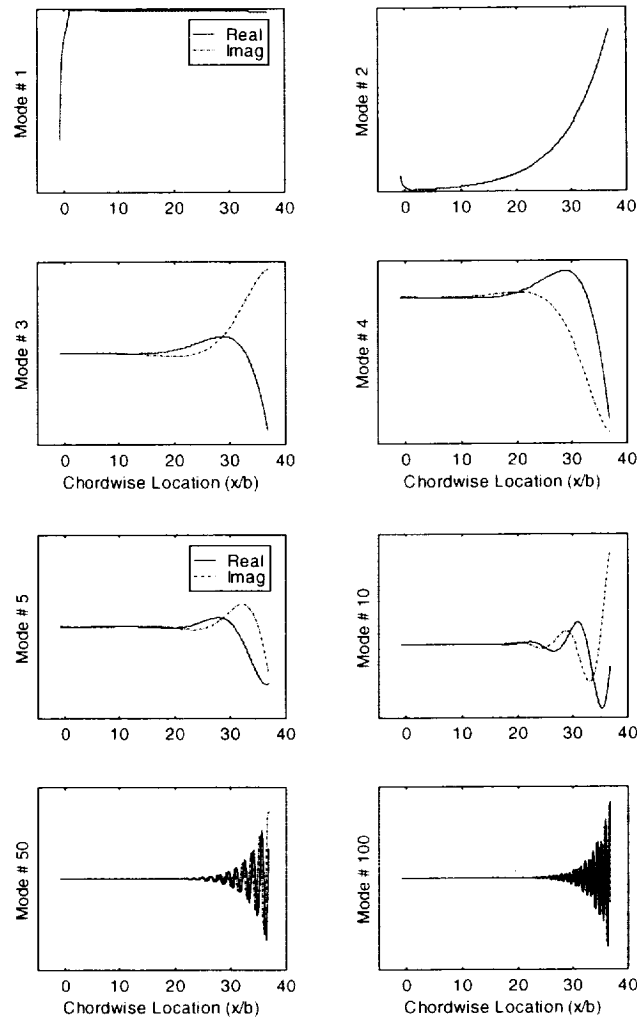 Mode # 1
Real
Imag
0 10 20 30 40
Mode # 2
0 10 20 30 40
Mode # 3
0 10 20 30 40
Chordwise Location (x/b)
Mode # 4
0 10 20 30 40
Chordwise Location (x/b)
Mode # 5
Real
Imag
0 10 20 30 40
Mode # 10
0 10 20 30 40
Mode # 50
0 10 20 30 40
Chordwise Location (x/b)
Mode # 100
0 10 20 30 40
Chordwise Location (x/b)